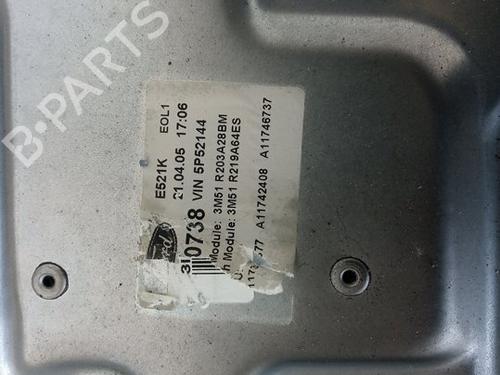 B-PARTS
E521K EOL1
21.04.05 17:06
Ford
0738 VIN 5P52144
Module: 3M51 R203A28BM
h Module: 3M51 R219A64ES
A11742408 A11746737